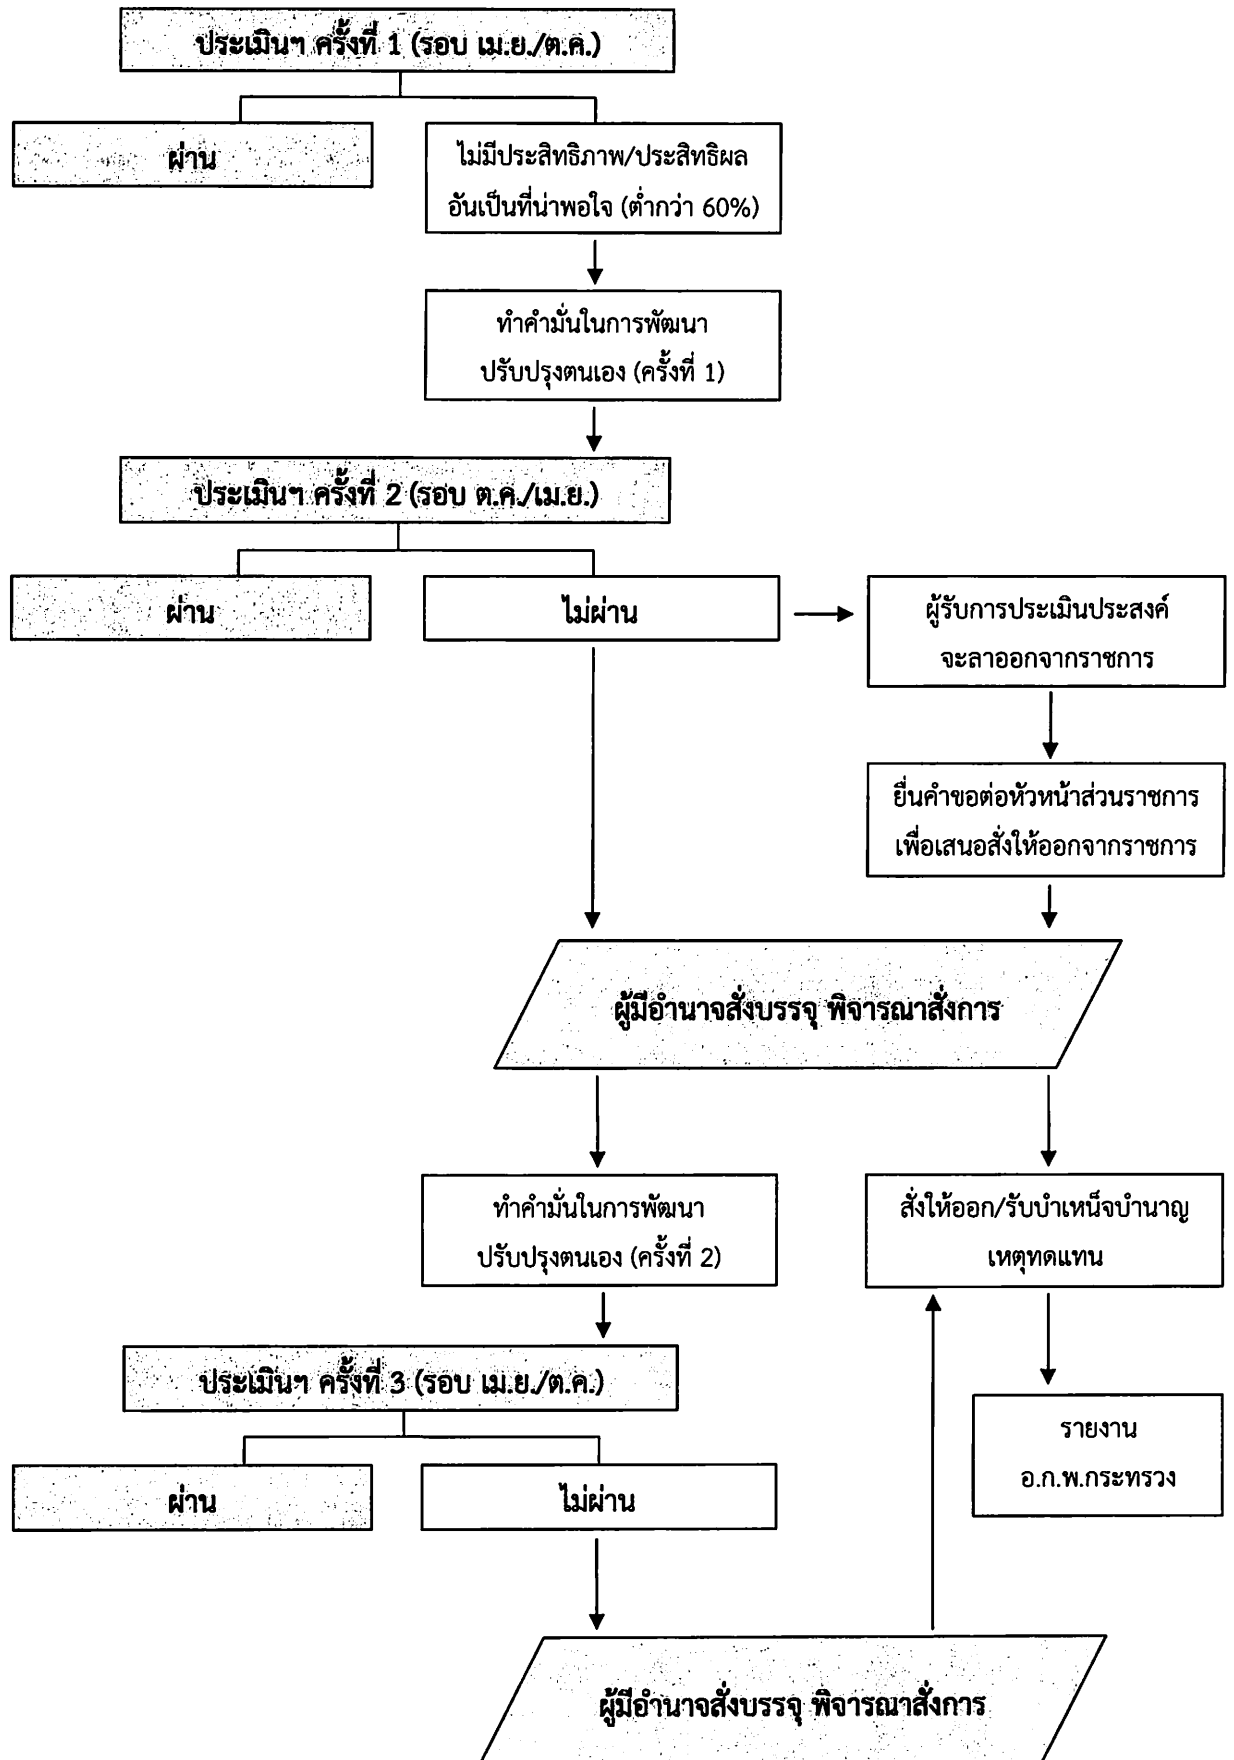 ประเมินฯ ครั้งที่ 1 (รอบ เม.ย./ต.ค.)
ผ่าน
ไม่มีประสิทธิภาพ/ประสิทธิผล
อันเป็นที่น่าพอใจ (ต่ำกว่า 60%)
ทำคำมั่นในการพัฒนา
ปรับปรุงตนเอง (ครั้งที่ 1)
ประเมินฯ ครั้งที่ 2 (รอบ ต.ค./เม.ย.)
ผ่าน
ไม่ผ่าน
ผู้รับการประเมินประสงค์
จะลาออกจากราชการ
ยื่นคำขอต่อหัวหน้าส่วนราชการ
เพื่อเสนอสั่งให้ออกจากราชการ
ผู้มีอำนาจสั่งบรรจุ พิจารณาสั่งการ
ทำคำมั่นในการพัฒนา
ปรับปรุงตนเอง (ครั้งที่ 2)
สั่งให้ออก/รับบำเหน็จบำนาญ
เหตุทดแทน
ประเมินฯ ครั้งที่ 3 (รอบ เม.ย./ต.ค.)
ผ่าน
ไม่ผ่าน
รายงาน
อ.ก.พ.กระทรวง
ผู้มีอำนาจสั่งบรรจุ พิจารณาสั่งการ